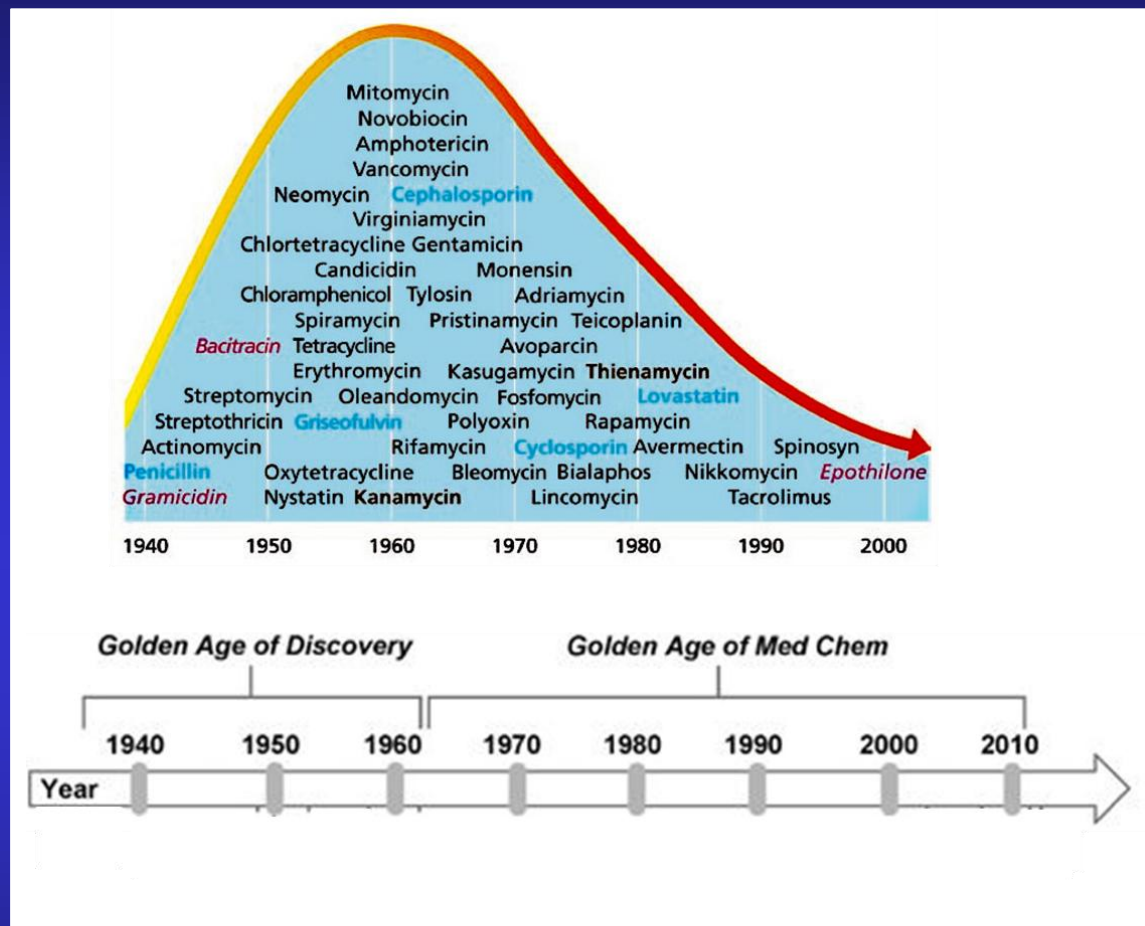 Mitomycin
Novobiocin
Amphotericin
Vancomycin
Neomycin Cephalosporin
Virginiamycin
Chlortetracycline Gentamicin
Candicidin Monensin
Chloramphenicol Tylosin Adriamycin
Spiramycin Pristinamycin Teicoplanin
Bacitracin Tetracycline Avoparcin
Erythromycin Kasugamycin Thienamycin
Streptomycin Oleandomycin Fosfomycin Lovastatin
Streptothricin Griseofulvin Polyoxin Rapamycin
Actinomycin Rifamycin Cyclosporin Avermectin Spinosyn
Penicillin Oxytetracycline Bleomycin Bialaphos Nikkomycin Epothilone
Gramicidin Nystatin Kanamycin Lincomycin Tacrolimus
1940 1950 1960 1970 1980 1990 2000
Golden Age of Discovery Golden Age of Med Chem
1940 1950 1960 1970 1980 1990 2000 2010
Year